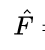 F̂ =